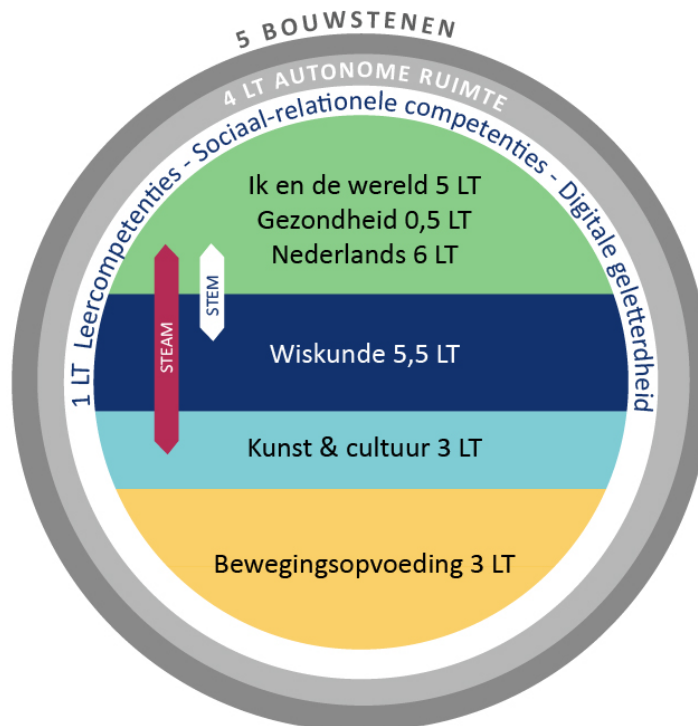 5 BOUWSTENEN
4 LT AUTONOME RUIMTE
1 LT Leercompetenties - Sociaal-relationele competenties - Digitale geletterdheid
Ik en de wereld 5 LT
Gezondheid 0,5 LT
Nederlands 6 LT
STEM
STEAM
Wiskunde 5,5 LT
Kunst & cultuur 3 LT
Bewegingsopvoeding 3 LT